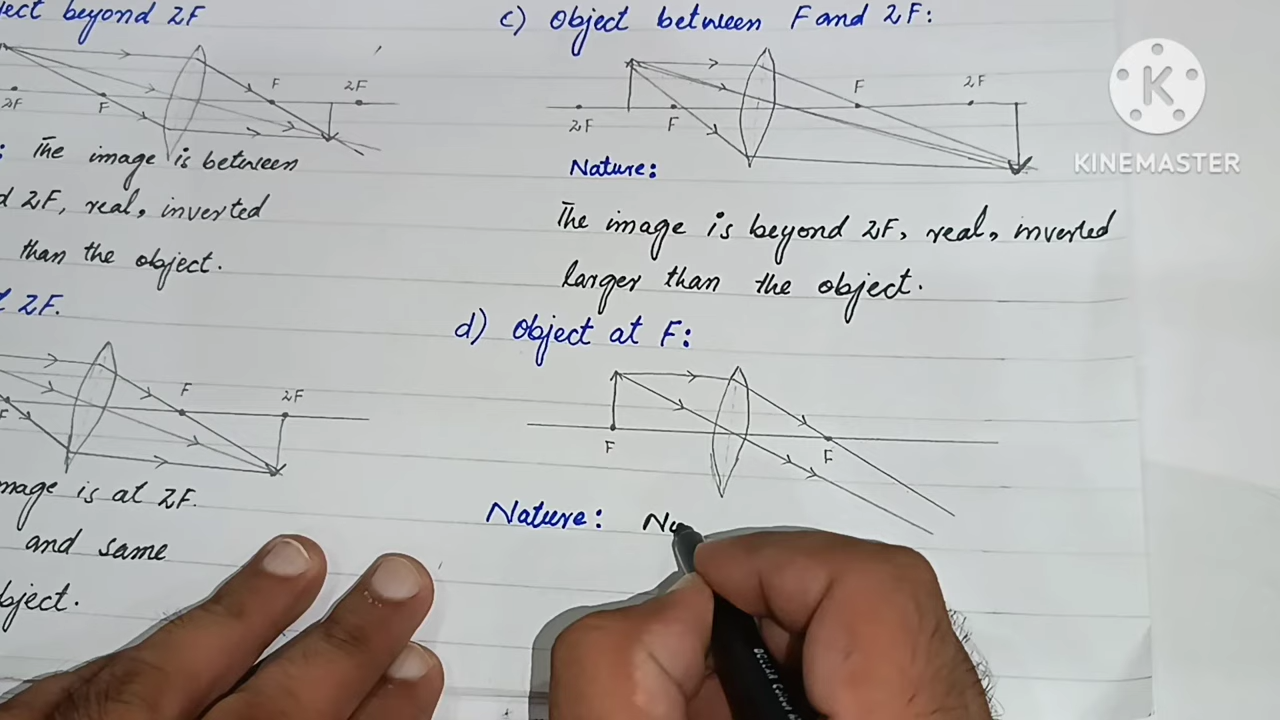 ject beyond 2F
2F
F
F
2F
: The image is between
d 2F, real, inverted
than the object.
t 2F.
F
F
2F
mage is at 2F.
and same
bject.
c) Object between F and 2F:
2F
F
F
2F
Nature:
The image is beyond 2F, real, inverted
larger than the object.
d) Object at F:
F
F
Nature: No
K
KINEMASTER